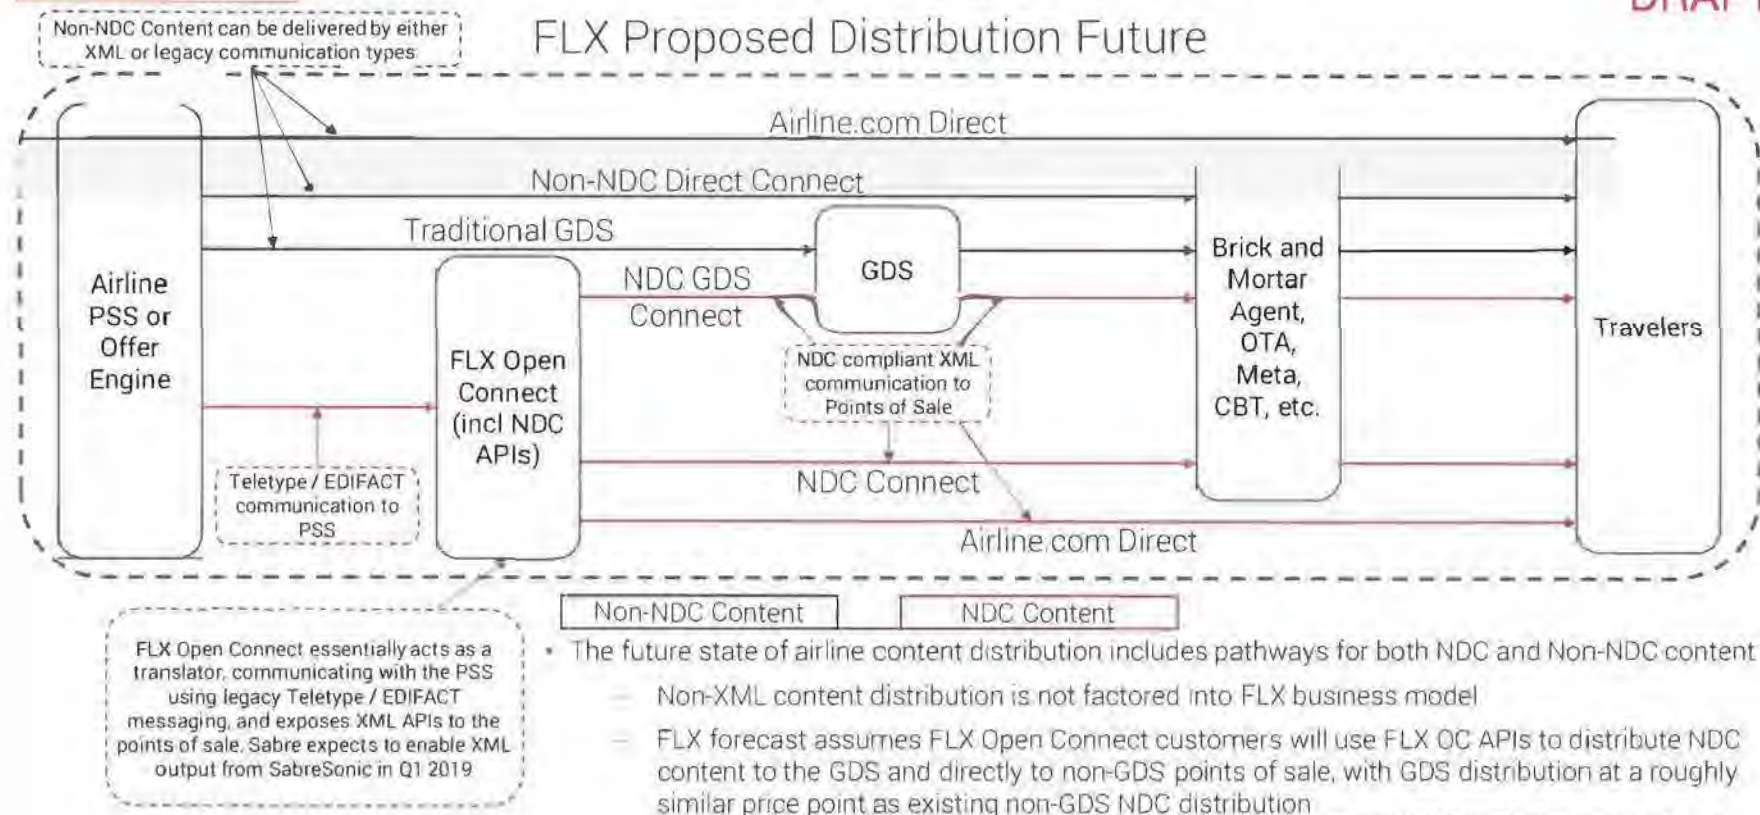 DRAFT
Non-NDC Content can be delivered by either
XML or legacy communication types
FLX Proposed Distribution Future
Airline.com Direct
Non-NDC Direct Connect
Traditional GDS
Airline
PSS or
Offer
Engine
FLX Open
Connect
(incl NDC
APIs)
NDC GDS
Connect
GDS
Brick and
Mortar
Agent,
OTA,
Meta,
CBT, etc.
Travelers
NDC compliant XML
communication to
Points of Sale
Teletype / EDIFACT
communication to
PSS
NDC Connect
Airline.com Direct
FLX Open Connect essentially acts as a
translator, communicating with the PSS
using legacy Teletype / EDIFACT
messaging, and exposes XML APIs to the
points of sale. Sabre expects to enable XML
output from SabreSonic in Q1 2019
Non-NDC Content
NDC Content
• The future state of airline content distribution includes pathways for both NDC and Non-NDC content
– Non-XML content distribution is not factored into FLX business model
– FLX forecast assumes FLX Open Connect customers will use FLX OC APIs to distribute NDC
content to the GDS and directly to non-GDS points of sale, with GDS distribution at a roughly
similar price point as existing non-GDS NDC distribution